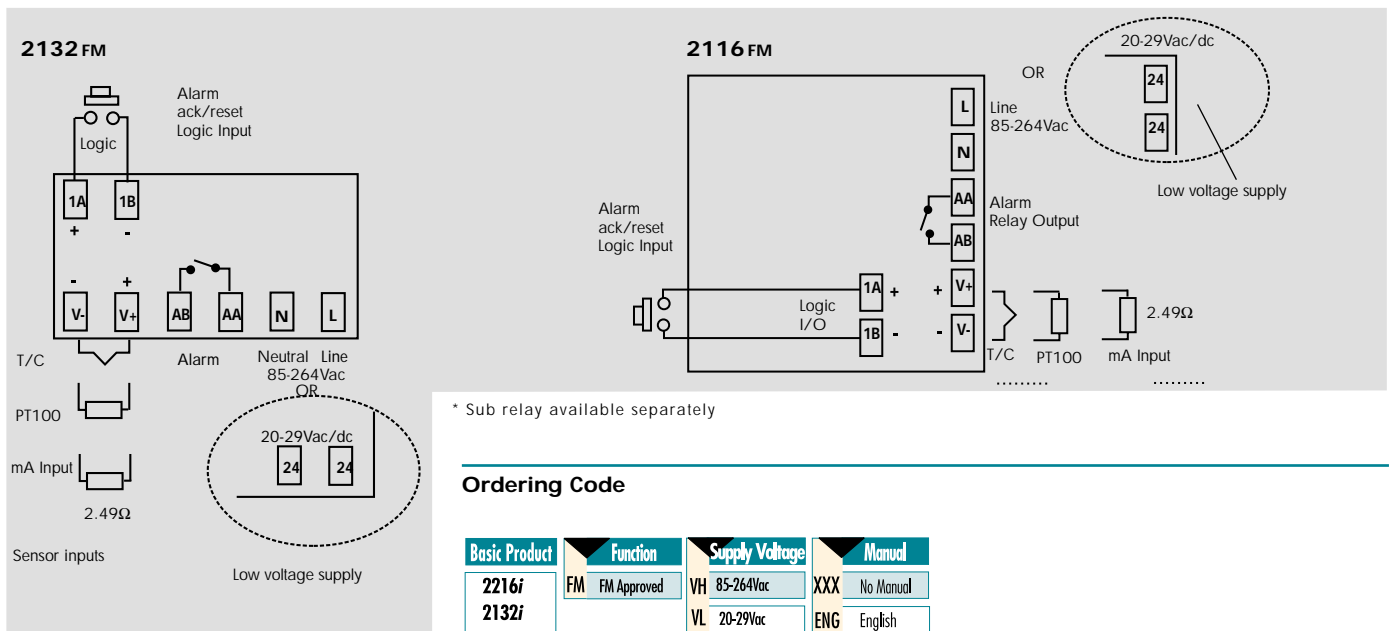 2132 FM
Alarm
ack/reset
Logic Input
Logic
1A
1B
+
-
-
+
V-
V+
AB
AA
N
L
T/C
Alarm
Neutral Line
85-264Vac
OR
PT100
20-29Vac/dc
24
24
mA Input
2.49Ω
Sensor inputs
Low voltage supply
2116 FM
20-29Vac/dc
OR
24
24
L
Line
85-264Vac
N
Low voltage supply
AA
Alarm
Relay Output
AB
Alarm
ack/reset
Logic Input
1A
+
+
V+
Logic
I/O
2.49Ω
1B
-
-
V-
T/C
PT100
mA Input
* Sub relay available separately
Ordering Code
Basic Product
Function
Supply Voltage
Manual
2216i
FM FM Approved
VH 85-264Vac
XXX No Manual
2132i
VL 20-29Vac
ENG English